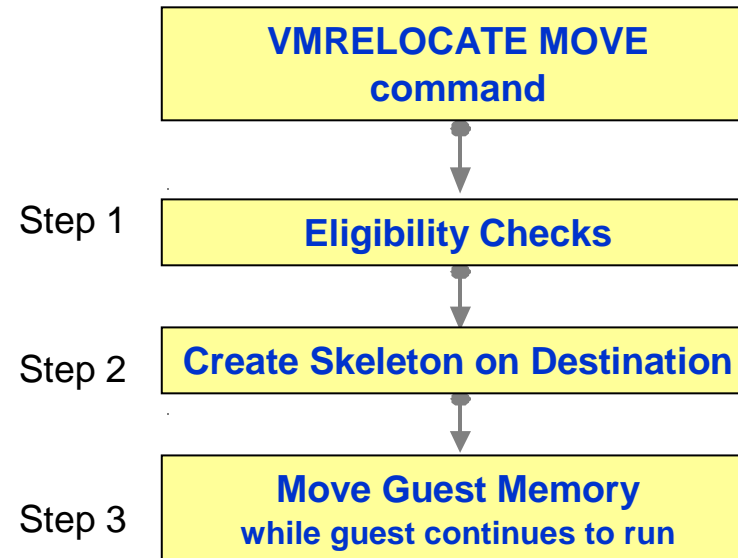 VMRELOCATE MOVE
command
Step 1
Eligibility Checks
Step 2
Create Skeleton on Destination
Step 3
Move Guest Memory
while guest continues to run